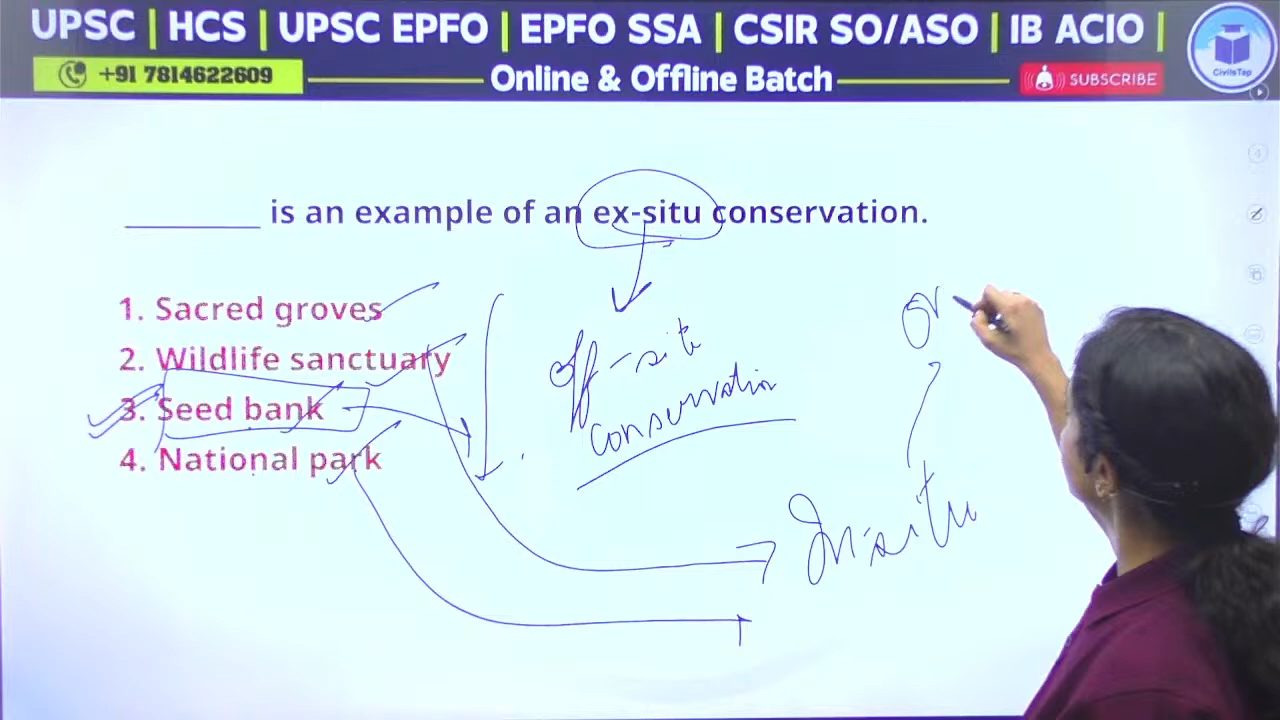 UPSC | HCS | UPSC EPFO | EPFO SSA | CSIR SO/ASO | IB ACIO |
+91 7814622609
Online & Offline Batch
SUBSCRIBE
CivilsTap
________ is an example of an ex-situ conservation.
1. Sacred groves
2. Wildlife sanctuary
3. Seed bank
4. National park
off-site
conservation
In-situ
on